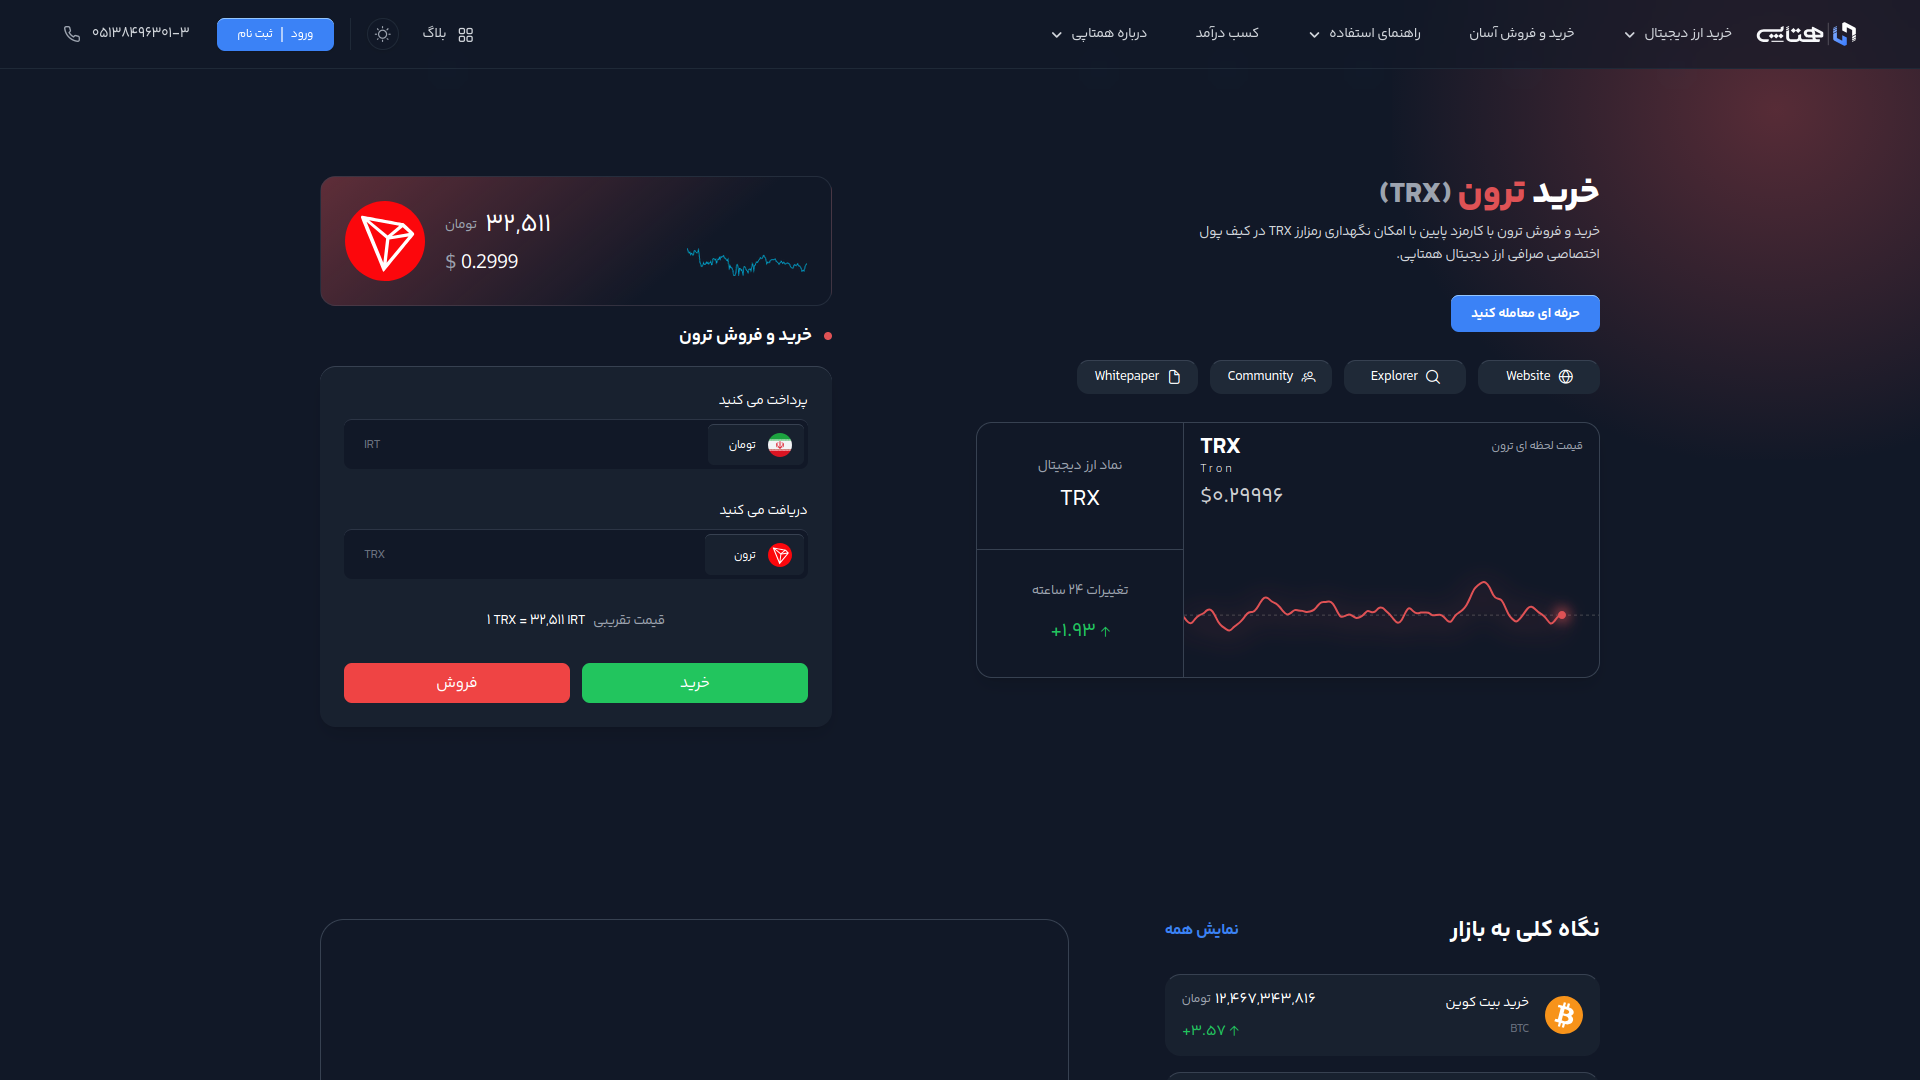 همتاپی
خرید ارز دیجیتال
خرید و فروش آسان
راهنمای استفاده
کسب درآمد
درباره همتاپی
بلاگ
ورود | ثبت نام
۰۵۱۳۸۴۹۶۳۰۱-۳
خرید ترون (TRX)
خرید و فروش ترون با کارمزد پایین با امکان نگهداری رمزارز TRX در کیف پول
اختصاصی صرافی ارز دیجیتال همتاپی.
حرفه ای معامله کنید
Website
Explorer
Community
Whitepaper
قیمت لحظه ای ترون
TRX
Tron
$۰.۲۹۹۹۶
نماد ارز دیجیتال
TRX
تغییرات ۲۴ ساعته
+۱.۹۳
۳۲,۵۱۱ تومان
$ 0.2999
خرید و فروش ترون
پرداخت می کنید
تومان
IRT
دریافت می کنید
ترون
TRX
قیمت تقریبی ۱ TRX = ۳۲,۵۱۱ IRT
خرید
فروش
نگاه کلی به بازار
نمایش همه
خرید بیت کوین
BTC
۱۲,۴۶۷,۳۴۳,۸۱۶ تومان
+۳.۵۷